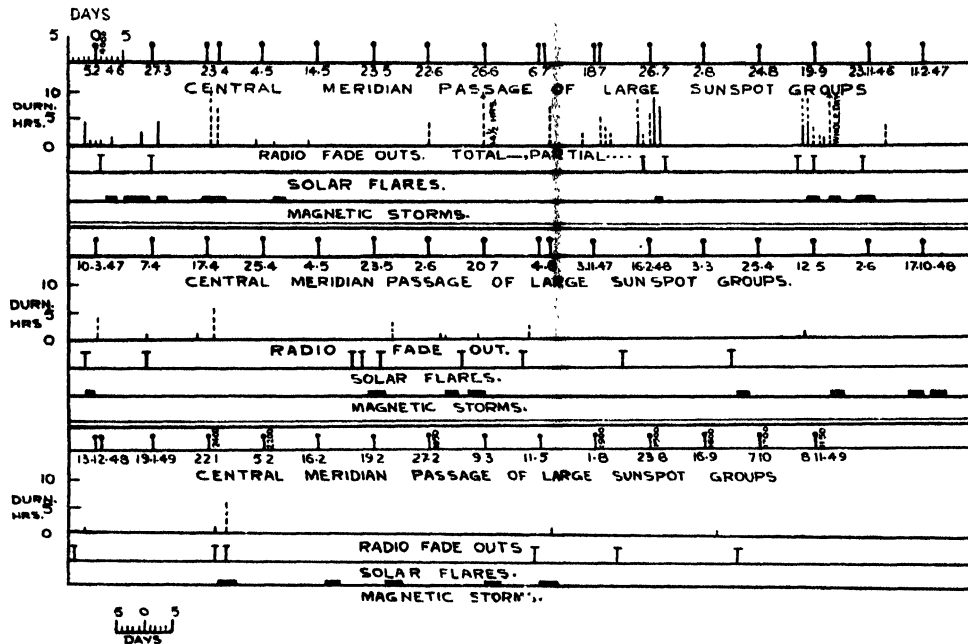 DAYS
5 0 5
5·2 4·6 27·3 23·4 4·5 14·5 23·5 22·6 26·6 6·7 18·7 26·7 2·8 24·8 19·9 23·11·46 11·2·47
CENTRAL MERIDIAN PASSAGE OF LARGE SUNSPOT GROUPS
10
DURN. 5
HRS.
0
34½ HRS
WHOLE DAY
RADIO FADE OUTS. TOTAL—, PARTIAL----
SOLAR FLARES.
MAGNETIC STORMS.
10·3·47 7·4 17·4 25·4 4·5 23·5 2·6 20 7 3·11·47 16·2·48 3·3 25·4 12 5 2·6 17·10·48
CENTRAL MERIDIAN PASSAGE OF LARGE SUNSPOT GROUPS.
10
DURN. 5
HRS
0
RADIO FADE OUT.
SOLAR FLARES.
MAGNETIC STORMS.
13·12·48 19·1·49 22 1 5 2 16·2 19 2 27·2 9 3 11·5 1·8 23 8 16·9 7 10 8 11·49
CENTRAL MERIDIAN PASSAGE OF LARGE SUNSPOT GROUPS
10
DURN. 5
HRS.
0
RADIO FADE OUTS
SOLAR FLARES.
MAGNETIC STORMS.
5 0 5
DAYS